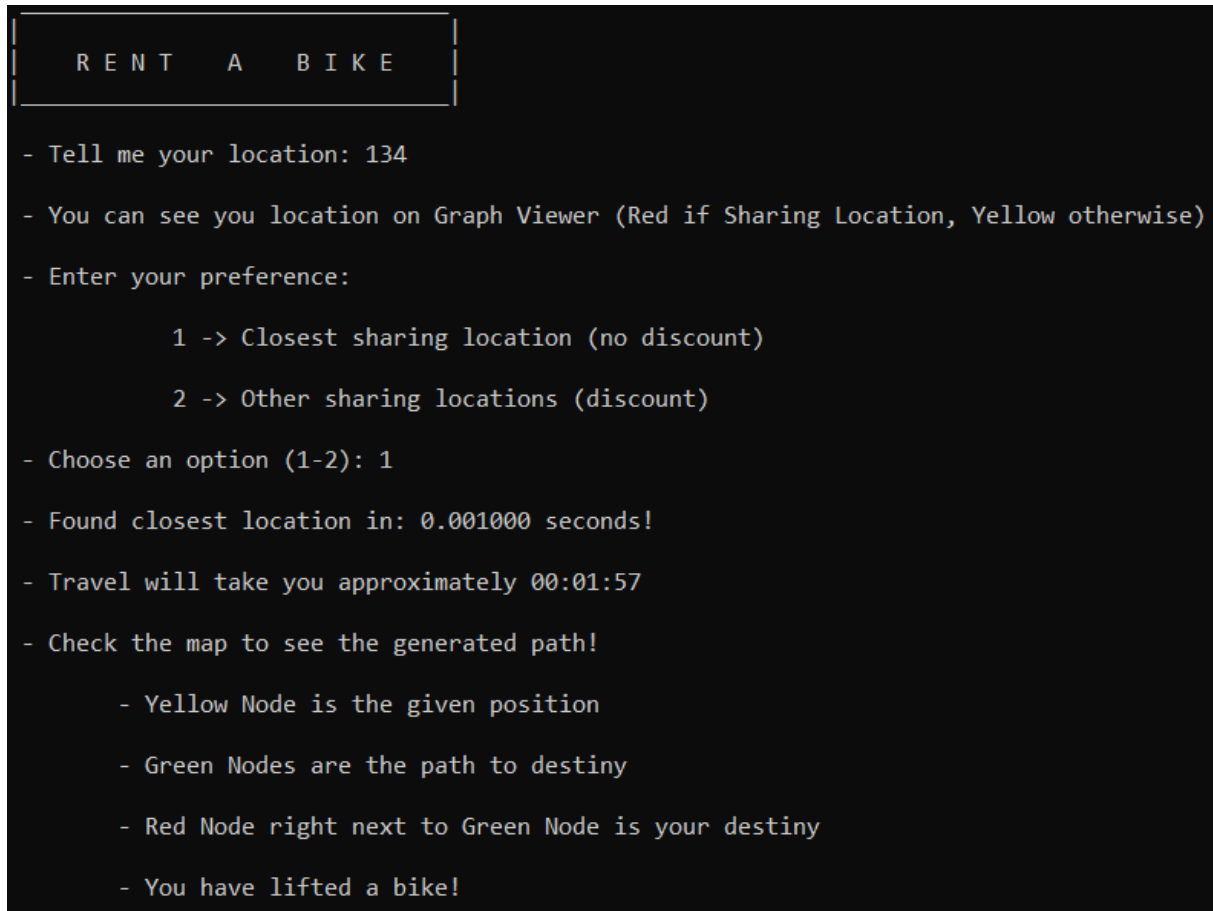 R E N T A B I K E
- Tell me your location: 134
- You can see you location on Graph Viewer (Red if Sharing Location, Yellow otherwise)
- Enter your preference:
1 -> Closest sharing location (no discount)
2 -> Other sharing locations (discount)
- Choose an option (1-2): 1
- Found closest location in: 0.001000 seconds!
- Travel will take you approximately 00:01:57
- Check the map to see the generated path!
- Yellow Node is the given position
- Green Nodes are the path to destiny
- Red Node right next to Green Node is your destiny
- You have lifted a bike!